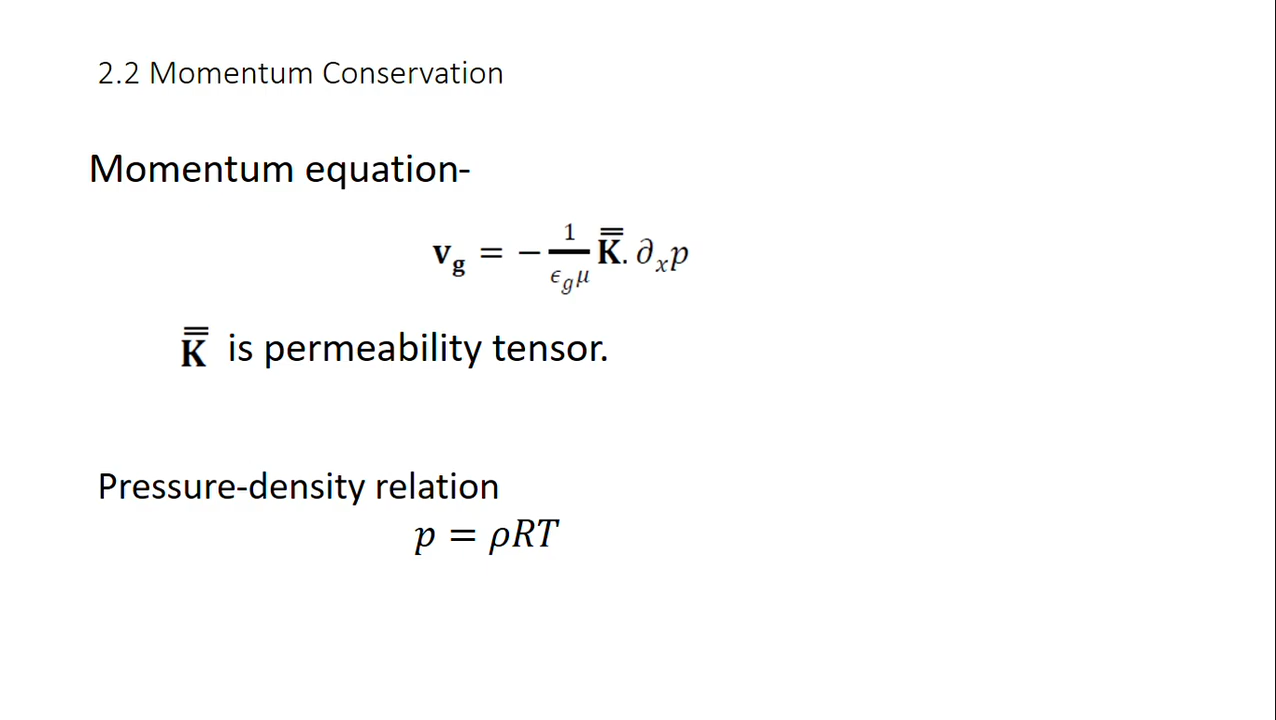 2.2 Momentum Conservation
Momentum equation-
𝐯_𝐠 = − 1/(ϵ_g μ) 𝐊̿. ∂_x p
𝐊̿ is permeability tensor.
Pressure-density relation
p = ρRT